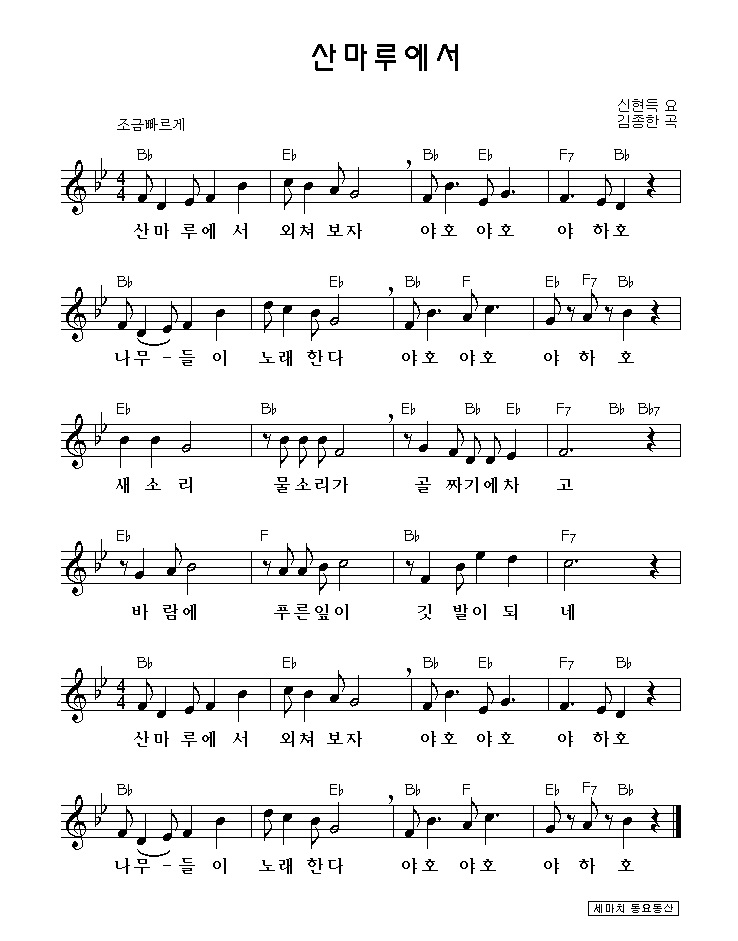 산마루에서
신현득 요
조금빠르게
김종한 곡
B♭ E♭ B♭ E♭ F7 B♭
4/4
산마 루에 서 외쳐 보자 야호 야호 야 하호
B♭ E♭ B♭ F E♭ F7 B♭
나무 - 들 이 노래 한다 야호 야호 야 하 호
E♭ B♭ E♭ B♭ E♭ F7 B♭ B♭7
새 소 리 물소리가 골 짜기에차 고
E♭ F B♭ F7
바 람에 푸른잎이 깃 발이 되 네
B♭ E♭ B♭ E♭ F7 B♭
4/4
산마 루에 서 외쳐 보자 야호 야호 야 하호
B♭ E♭ B♭ F E♭ F7 B♭
나무 - 들 이 노래 한다 야호 야호 야 하 호
세마치 동요동산